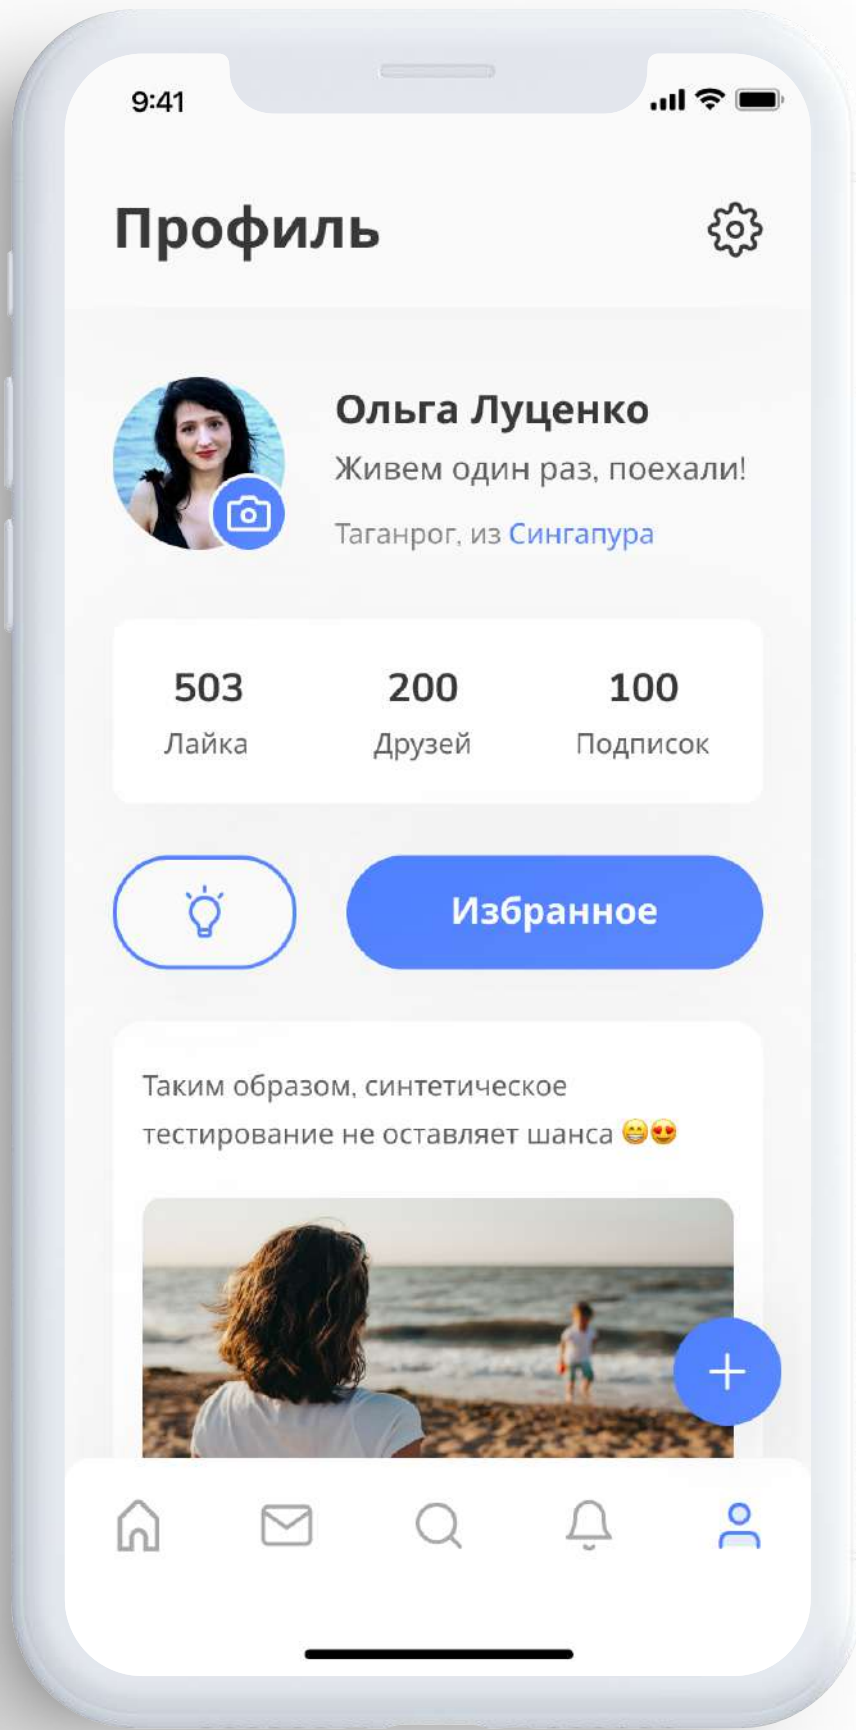 9:41
Профиль
Ольга Луценко
Живем один раз, поехали!
Таганрог, из Сингапура
503 200 100
Лайка Друзей Подписок
Избранное
Таким образом, синтетическое
тестирование не оставляет шанса 😁😍